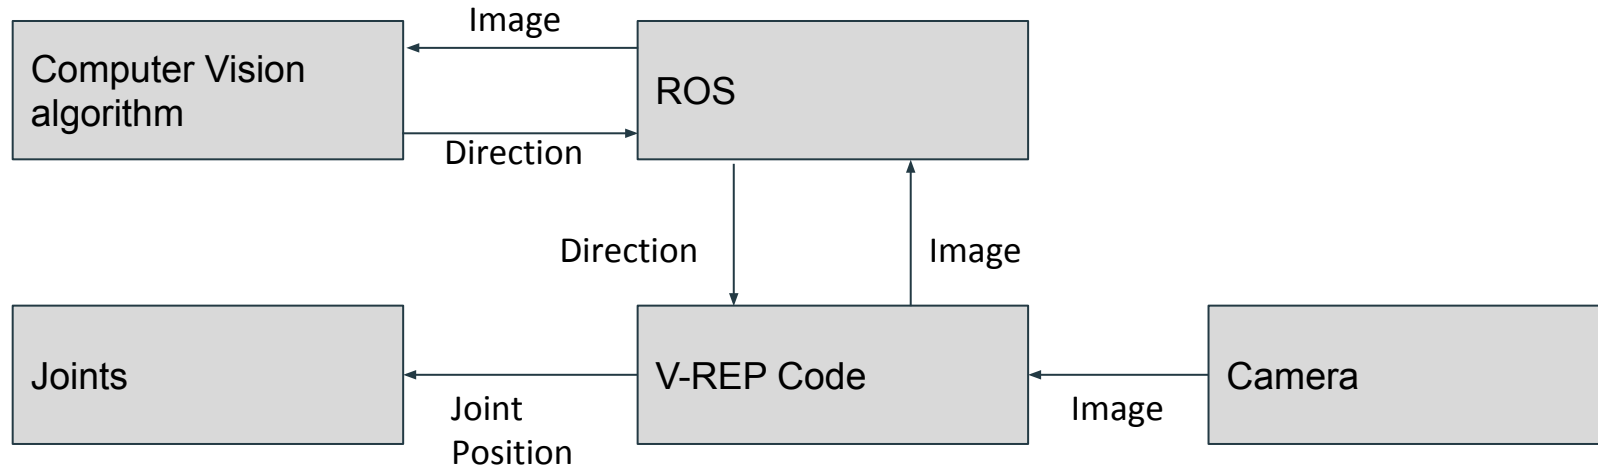 Image
Computer Vision
algorithm
ROS
Direction
Direction
Image
Joints
V-REP Code
Camera
Joint
Position
Image